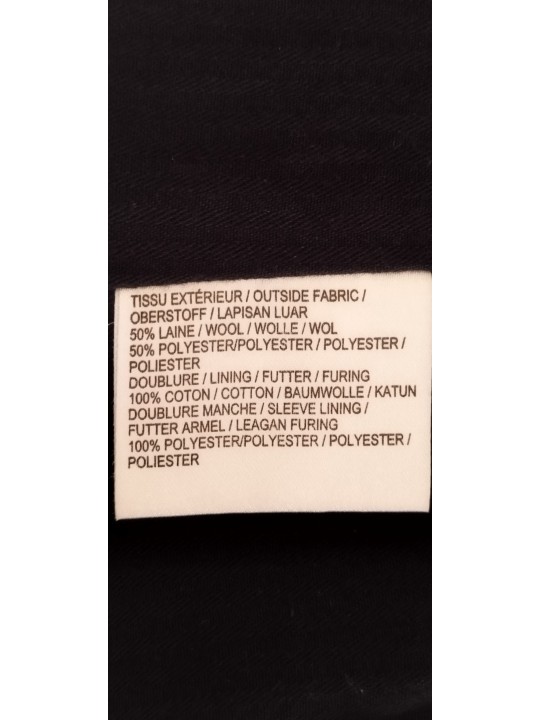 TISSU EXTÉRIEUR / OUTSIDE FABRIC /
OBERSTOFF / LAPISAN LUAR
50% LAINE / WOOL / WOLLE / WOL
50% POLYESTER/POLYESTER / POLYESTER /
POLIESTER
DOUBLURE / LINING / FUTTER / FURING
100% COTON / COTTON / BAUMWOLLE / KATUN
DOUBLURE MANCHE / SLEEVE LINING /
FUTTER ARMEL / LEAGAN FURING
100% POLYESTER/POLYESTER / POLYESTER /
POLIESTER